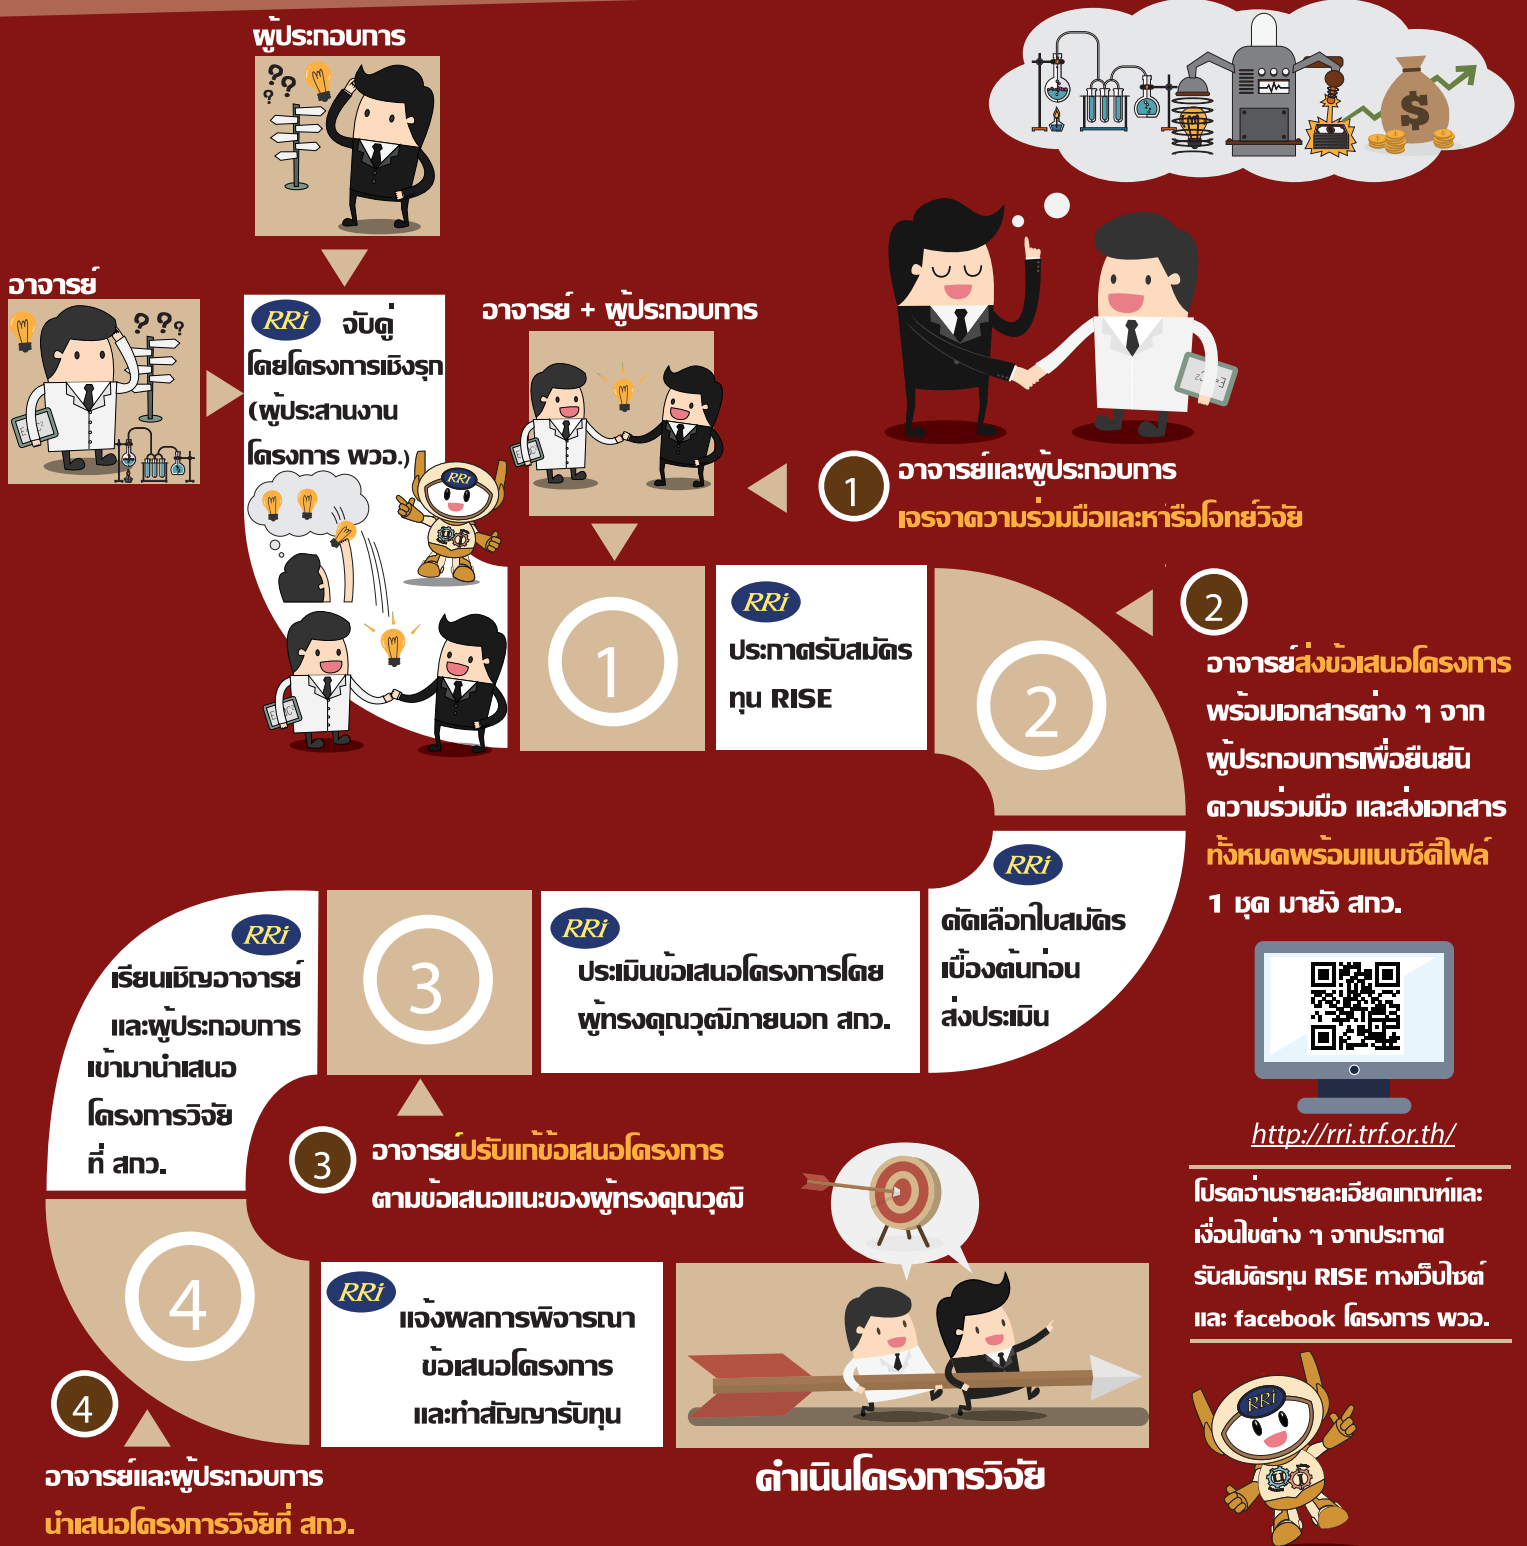 ผู้ประกอบการ
อาจารย์
RRi จับคู่
โดยโครงการเชิงรุก
(ผู้ประสานงาน
โครงการ พวอ.)
RRi
อาจารย์ + ผู้ประกอบการ
1 อาจารย์และผู้ประกอบการ
เจรจาความร่วมมือและหารือโจทย์วิจัย
1
RRi
ประกาศรับสมัคร
ทุน RISE
2
2
อาจารย์ส่งข้อเสนอโครงการ
พร้อมเอกสารต่าง ๆ จาก
ผู้ประกอบการเพื่อยืนยัน
ความร่วมมือ และส่งเอกสาร
ทั้งหมดพร้อมแนบซีดีไฟล์
1 ชุด มายัง สกว.
RRi
คัดเลือกใบสมัคร
เบื้องต้นก่อน
ส่งประเมิน
RRi
ประเมินข้อเสนอโครงการโดย
ผู้ทรงคุณวุฒิภายนอก สกว.
3
3 อาจารย์ปรับแก้ข้อเสนอโครงการ
ตามข้อเสนอแนะของผู้ทรงคุณวุฒิ
RRi
เรียนเชิญอาจารย์
และผู้ประกอบการ
เข้ามานำเสนอ
โครงการวิจัย
ที่ สกว.
4
4
อาจารย์และผู้ประกอบการ
นำเสนอโครงการวิจัยที่ สกว.
RRi
แจ้งผลการพิจารณา
ข้อเสนอโครงการ
และทำสัญญารับทุน
ดำเนินโครงการวิจัย
http://rri.trf.or.th/
โปรดอ่านรายละเอียดเกณฑ์และ
เงื่อนไขต่าง ๆ จากประกาศ
รับสมัครทุน RISE ทางเว็บไซต์
และ facebook โครงการ พวอ.
RRi